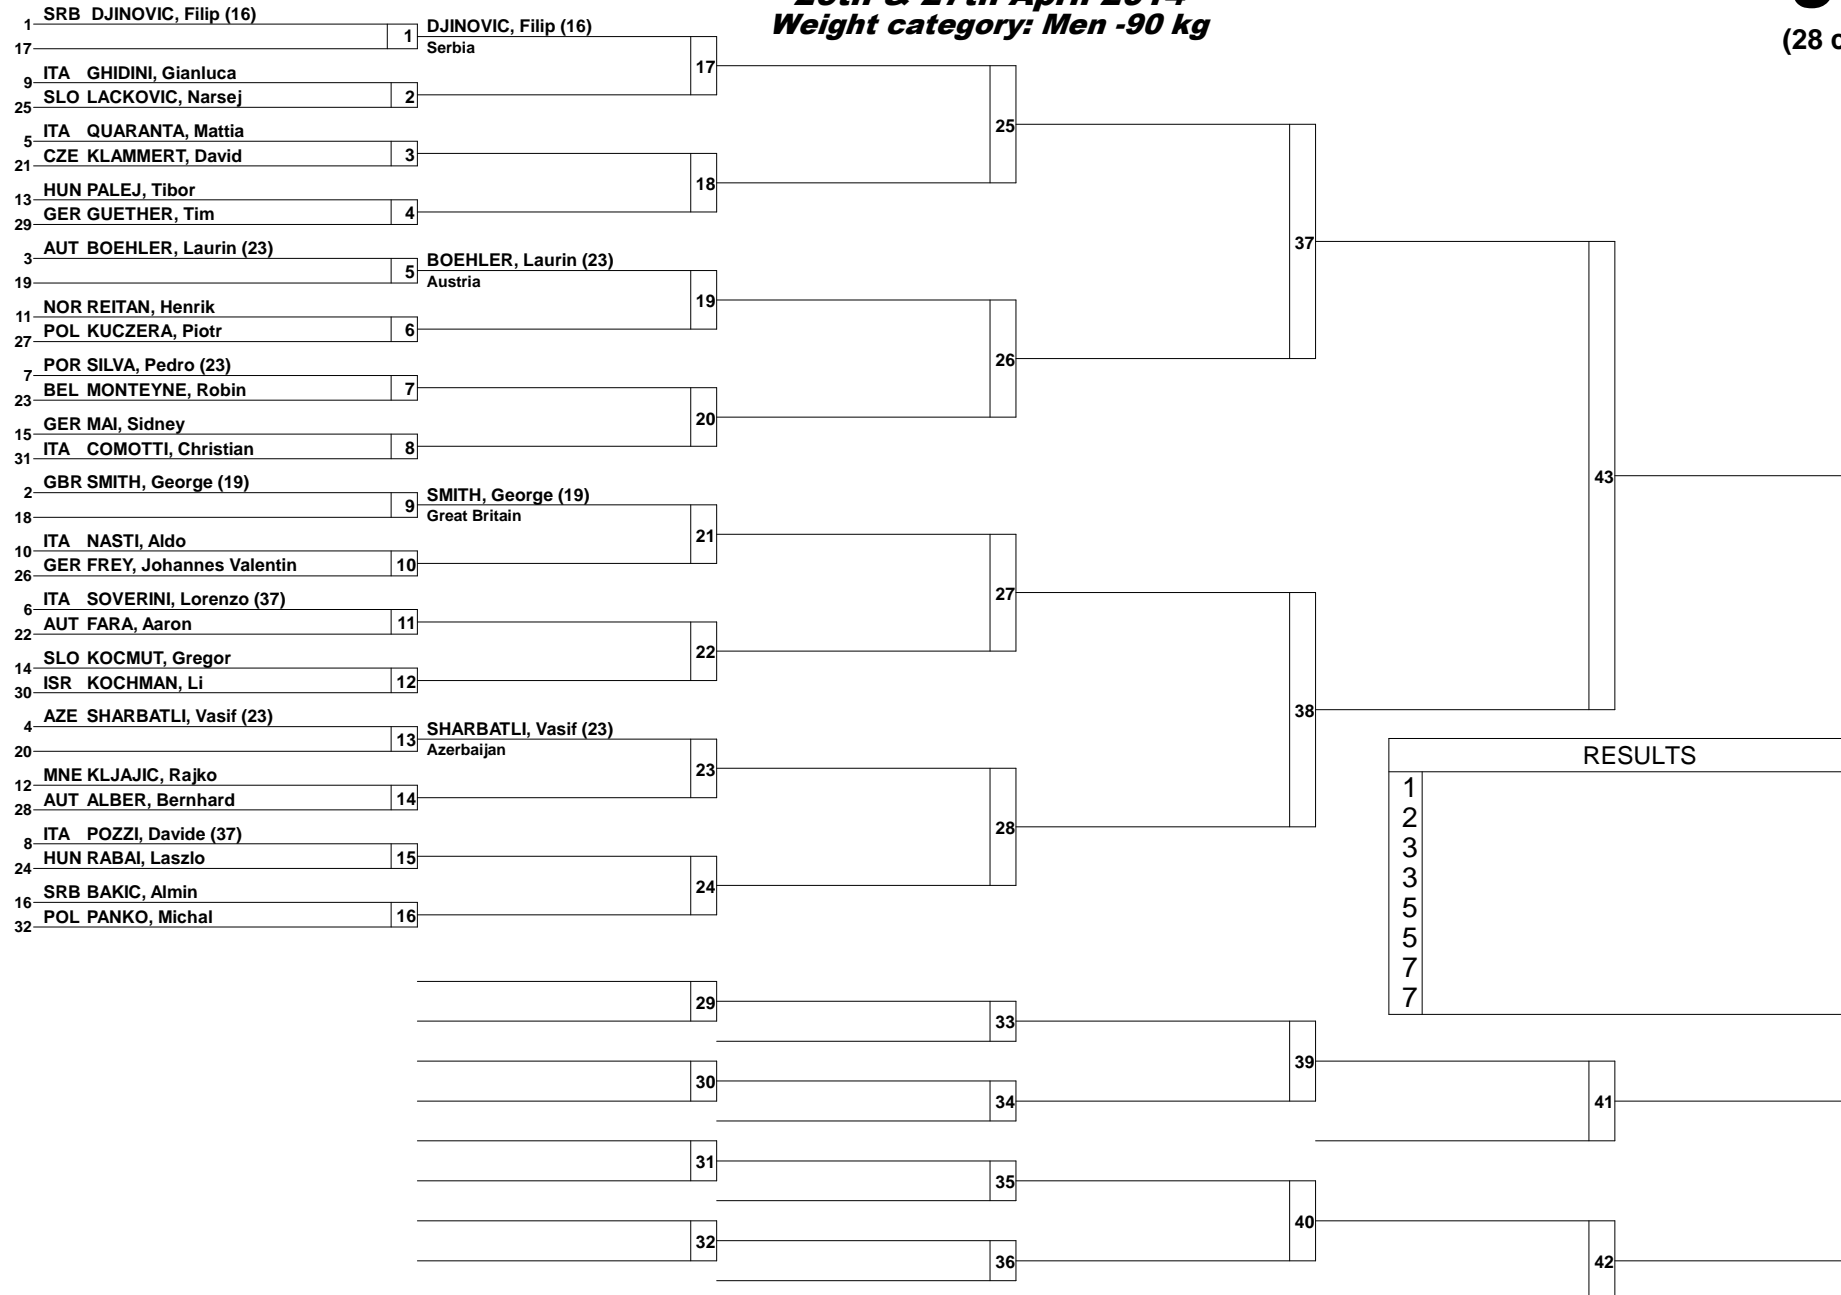 26th & 27th April 2014
Weight category: Men -90 kg
(28 c
1 SRB DJINOVIC, Filip (16)
17
1 DJINOVIC, Filip (16)
Serbia
9 ITA GHIDINI, Gianluca
25 SLO LACKOVIC, Narsej
2
17
5 ITA QUARANTA, Mattia
21 CZE KLAMMERT, David
3
13 HUN PALEJ, Tibor
29 GER GUETHER, Tim
4
18
25
3 AUT BOEHLER, Laurin (23)
19
5 BOEHLER, Laurin (23)
Austria
11 NOR REITAN, Henrik
27 POL KUCZERA, Piotr
6
19
7 POR SILVA, Pedro (23)
23 BEL MONTEYNE, Robin
7
15 GER MAI, Sidney
31 ITA COMOTTI, Christian
8
20
26
37
2 GBR SMITH, George (19)
18
9 SMITH, George (19)
Great Britain
10 ITA NASTI, Aldo
26 GER FREY, Johannes Valentin
10
21
6 ITA SOVERINI, Lorenzo (37)
22 AUT FARA, Aaron
11
14 SLO KOCMUT, Gregor
30 ISR KOCHMAN, Li
12
22
27
4 AZE SHARBATLI, Vasif (23)
20
13 SHARBATLI, Vasif (23)
Azerbaijan
12 MNE KLJAJIC, Rajko
28 AUT ALBER, Bernhard
14
23
8 ITA POZZI, Davide (37)
24 HUN RABAI, Laszlo
15
16 SRB BAKIC, Almin
32 POL PANKO, Michal
16
24
28
38
43
RESULTS
1
2
3
3
5
5
7
7
29
33
30
34
39
41
31
35
32
36
40
42